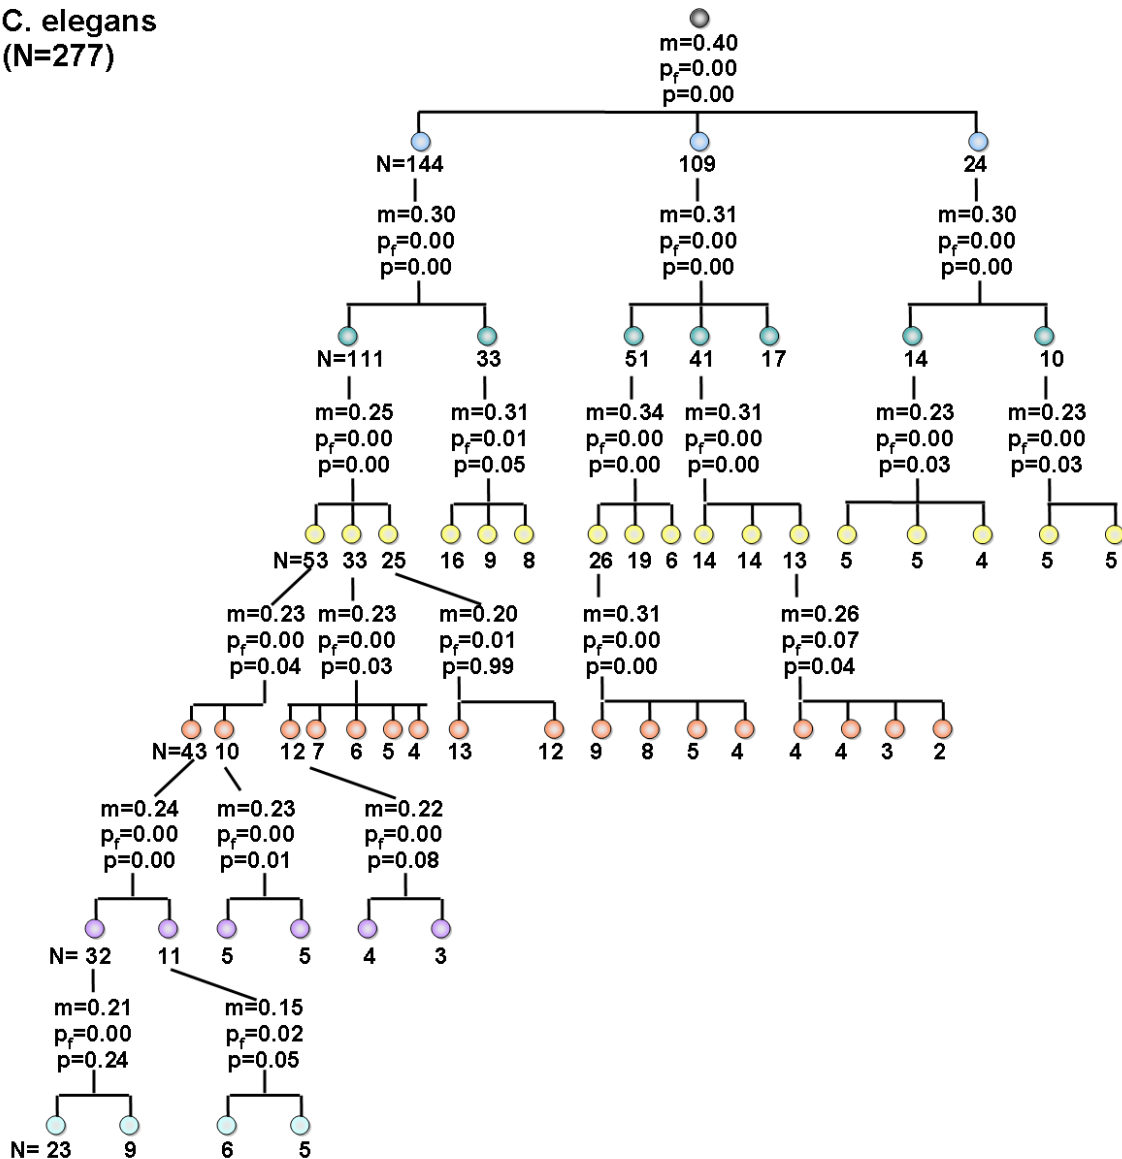 C. elegans
(N=277)
m=0.40
pf=0.00
p=0.00
N=144 109 24
m=0.30 m=0.31 m=0.30
pf=0.00 pf=0.00 pf=0.00
p=0.00 p=0.00 p=0.00
N=111 33 51 41 17 14 10
m=0.25 m=0.31 m=0.34 m=0.31 m=0.23 m=0.23
pf=0.00 pf=0.01 pf=0.00 pf=0.00 pf=0.00 pf=0.00
p=0.00 p=0.05 p=0.00 p=0.00 p=0.03 p=0.03
N=53 33 25 16 9 8 26 19 6 14 14 13 5 5 4 5 5
m=0.23 m=0.23 m=0.20 m=0.31 m=0.26
pf=0.00 pf=0.00 pf=0.01 pf=0.00 pf=0.07
p=0.04 p=0.03 p=0.99 p=0.00 p=0.04
N=43 10 12 7 6 5 4 13 12 9 8 5 4 4 4 3 2
m=0.24 m=0.23 m=0.22
pf=0.00 pf=0.00 pf=0.00
p=0.00 p=0.01 p=0.08
N= 32 11 5 5 4 3
m=0.21 m=0.15
pf=0.00 pf=0.02
p=0.24 p=0.05
N= 23 9 6 5